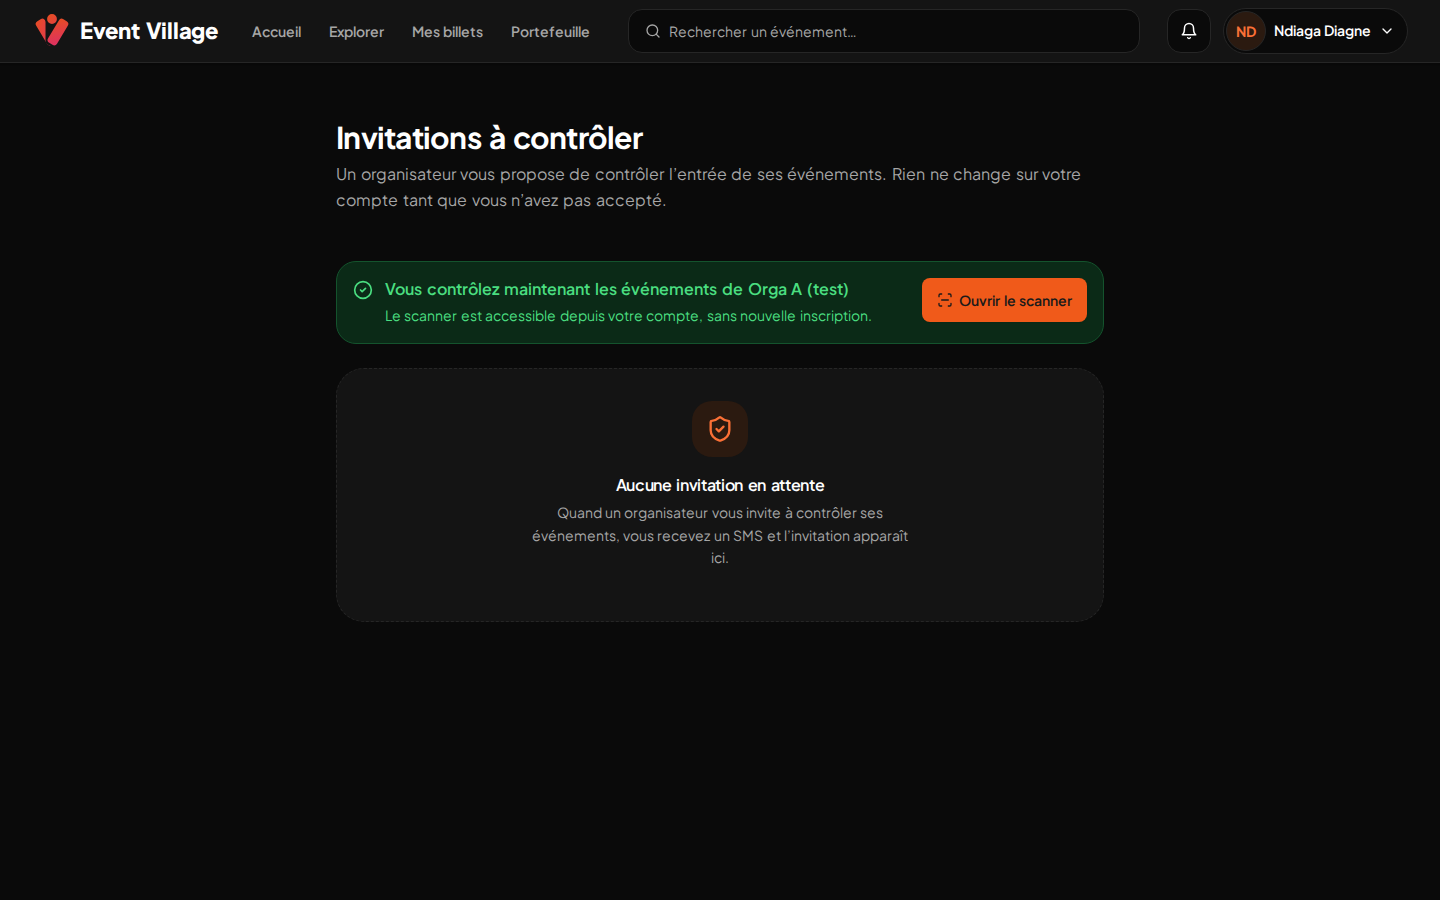 Event Village
Accueil
Explorer
Mes billets
Portefeuille
Rechercher un événement…
ND
Ndiaga Diagne
Invitations à contrôler
Un organisateur vous propose de contrôler l’entrée de ses événements. Rien ne change sur votre
compte tant que vous n’avez pas accepté.
Vous contrôlez maintenant les événements de Orga A (test)
Le scanner est accessible depuis votre compte, sans nouvelle inscription.
Ouvrir le scanner
Aucune invitation en attente
Quand un organisateur vous invite à contrôler ses
événements, vous recevez un SMS et l’invitation apparaît
ici.